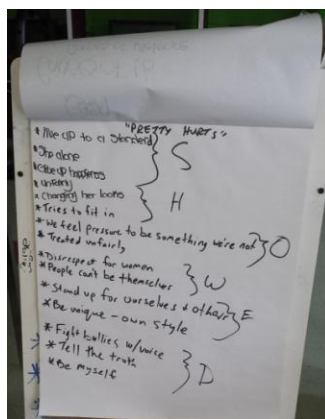 "PRETTY HURTS"
* Live up to a standard
S
* Stop alone
* Gave up happiness
* unfairly
* Changing her looks
H
* Tries to fit in
* We feel pressure to be something we're not
O
* Treated unfairly
* Disrespect for women
W
* People can't be themselves
* Stand up for ourselves & others
E
* Be unique - own style
* Fight bullies w/voice
* Tell the truth
D
* Be myself